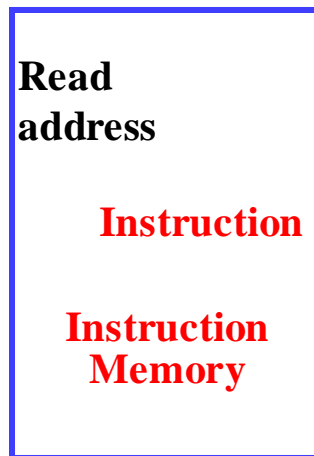 Read
address
Instruction
Instruction
Memory